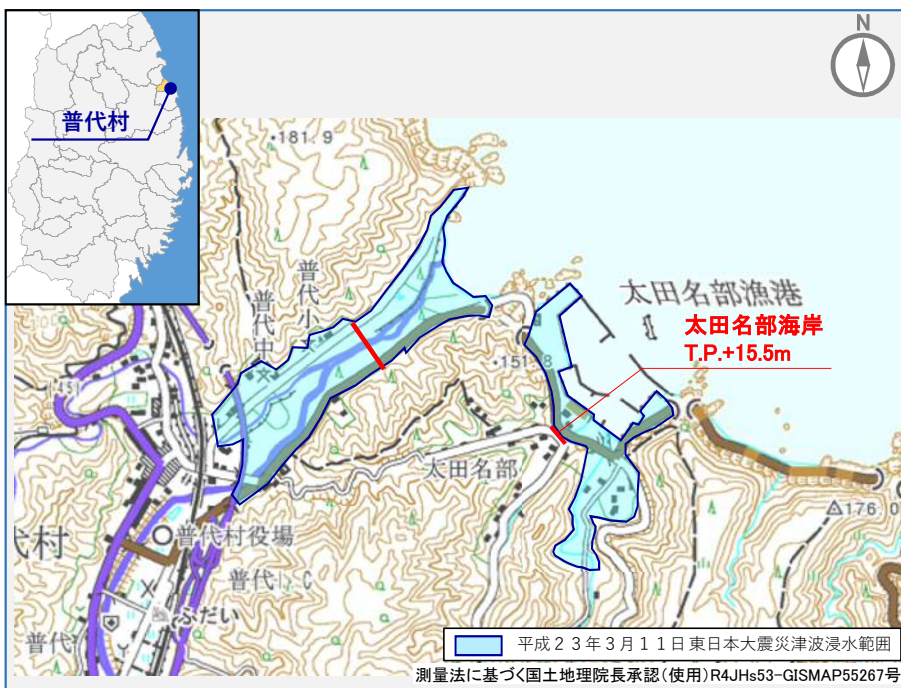 N
普代村
・181.9
太田名部漁港
太田名部海岸
T.P.+15.5m
普代小
普代中
・151.8
(45)
太田名部
代村
普代村役場
普代I.C
ふだい
普代
△176.0
平成23年3月11日東日本大震災津波浸水範囲
測量法に基づく国土地理院長承認(使用)R4JHs53-GISMAP55267号